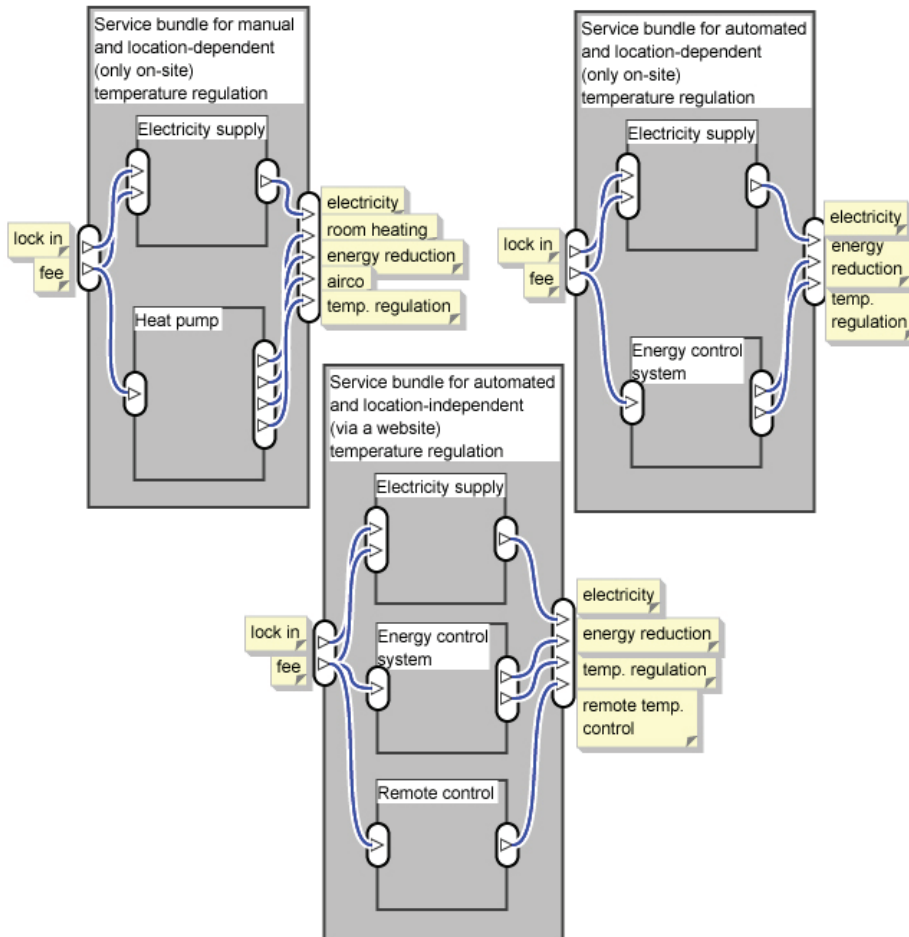 Service bundle for manual
and location-dependent
(only on-site)
temperature regulation
Electricity supply
lock in
fee
Heat pump
electricity
room heating
energy reduction
airco
temp. regulation
Service bundle for automated
and location-dependent
(only on-site)
temperature regulation
Electricity supply
lock in
fee
Energy control
system
electricity
energy
reduction
temp.
regulation
Service bundle for automated
and location-independent
(via a website)
temperature regulation
Electricity supply
lock in
fee
Energy control
system
Remote control
electricity
energy reduction
temp. regulation
remote temp.
control